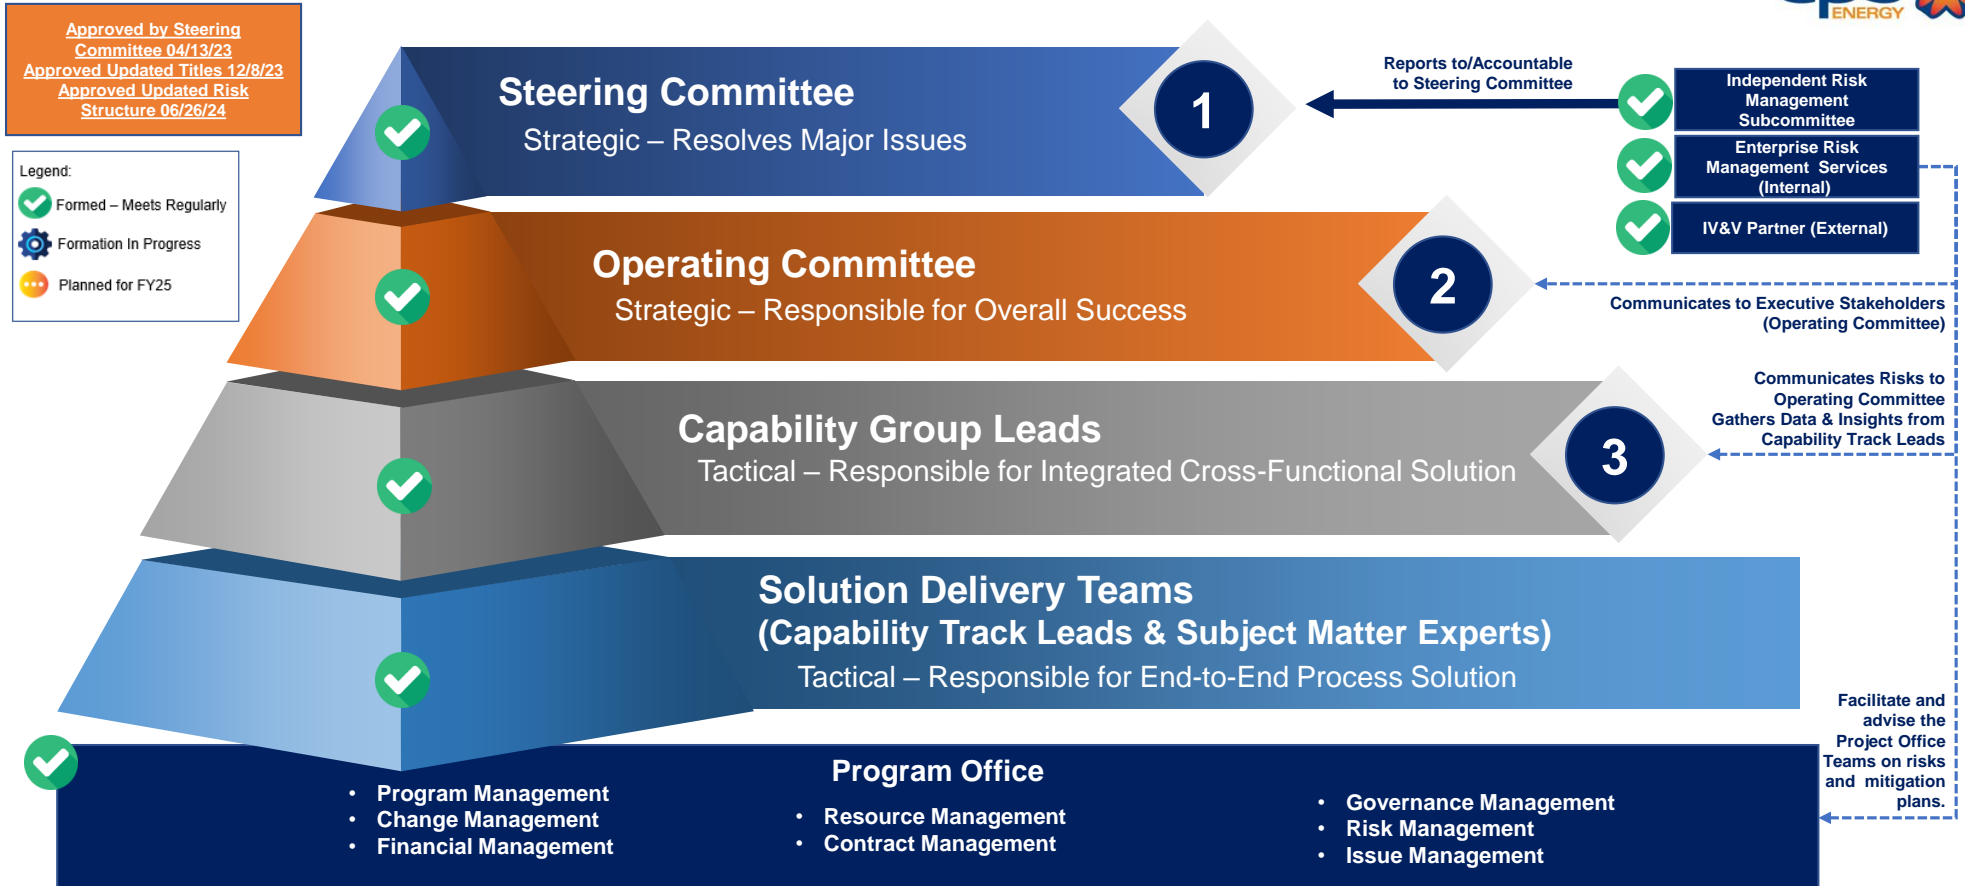 ENERGY
Approved by Steering
Committee 04/13/23
Approved Updated Titles 12/8/23
Approved Updated Risk
Structure 06/26/24
Legend:
Formed – Meets Regularly
Formation In Progress
Planned for FY25
Steering Committee
Strategic – Resolves Major Issues
1
Reports to/Accountable
to Steering Committee
Independent Risk
Management
Subcommittee
Enterprise Risk
Management Services
(Internal)
IV&V Partner (External)
Operating Committee
Strategic – Responsible for Overall Success
2
Communicates to Executive Stakeholders
(Operating Committee)
Capability Group Leads
Tactical – Responsible for Integrated Cross-Functional Solution
3
Communicates Risks to
Operating Committee
Gathers Data & Insights from
Capability Track Leads
Solution Delivery Teams
(Capability Track Leads & Subject Matter Experts)
Tactical – Responsible for End-to-End Process Solution
Facilitate and
advise the
Project Office
Teams on risks
and mitigation
plans.
Program Office
• Program Management
• Change Management
• Financial Management
• Resource Management
• Contract Management
• Governance Management
• Risk Management
• Issue Management